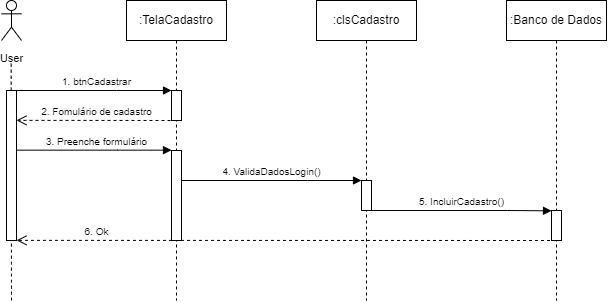 :TelaCadastro
:clsCadastro
:Banco de Dados
User
1. btnCadastrar
2. Fomulário de cadastro
3. Preenche formulário
4. ValidaDadosLogin()
5. IncluirCadastro()
6. Ok